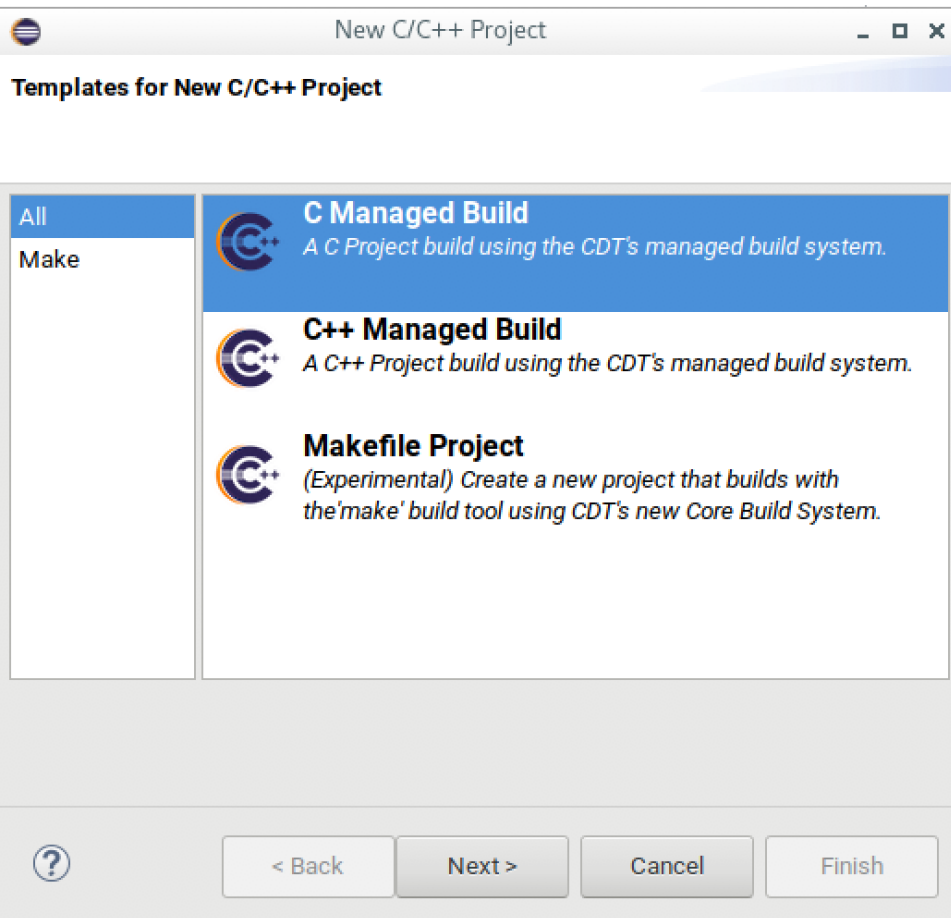 New C/C++ Project
Templates for New C/C++ Project
All
Make
C Managed Build
A C Project build using the CDT's managed build system.
C++ Managed Build
A C++ Project build using the CDT's managed build system.
Makefile Project
(Experimental) Create a new project that builds with
the'make' build tool using CDT's new Core Build System.
?
< Back
Next >
Cancel
Finish